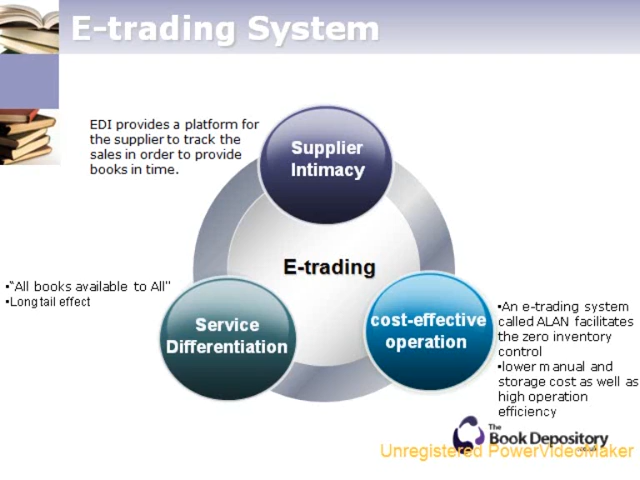 E-trading System
EDI provides a platform for
the supplier to track the
sales in order to provide
books in time.
Supplier
Intimacy
E-trading
•“All books available to All”
•Long tail effect
Service
Differentiation
cost-effective
operation
•An e-trading system
called ALAN facilitates
the zero inventory
control
•lower manual and
storage cost as well as
high operation
efficiency
The
Book Depository
Unregistered PowerVideoMaker